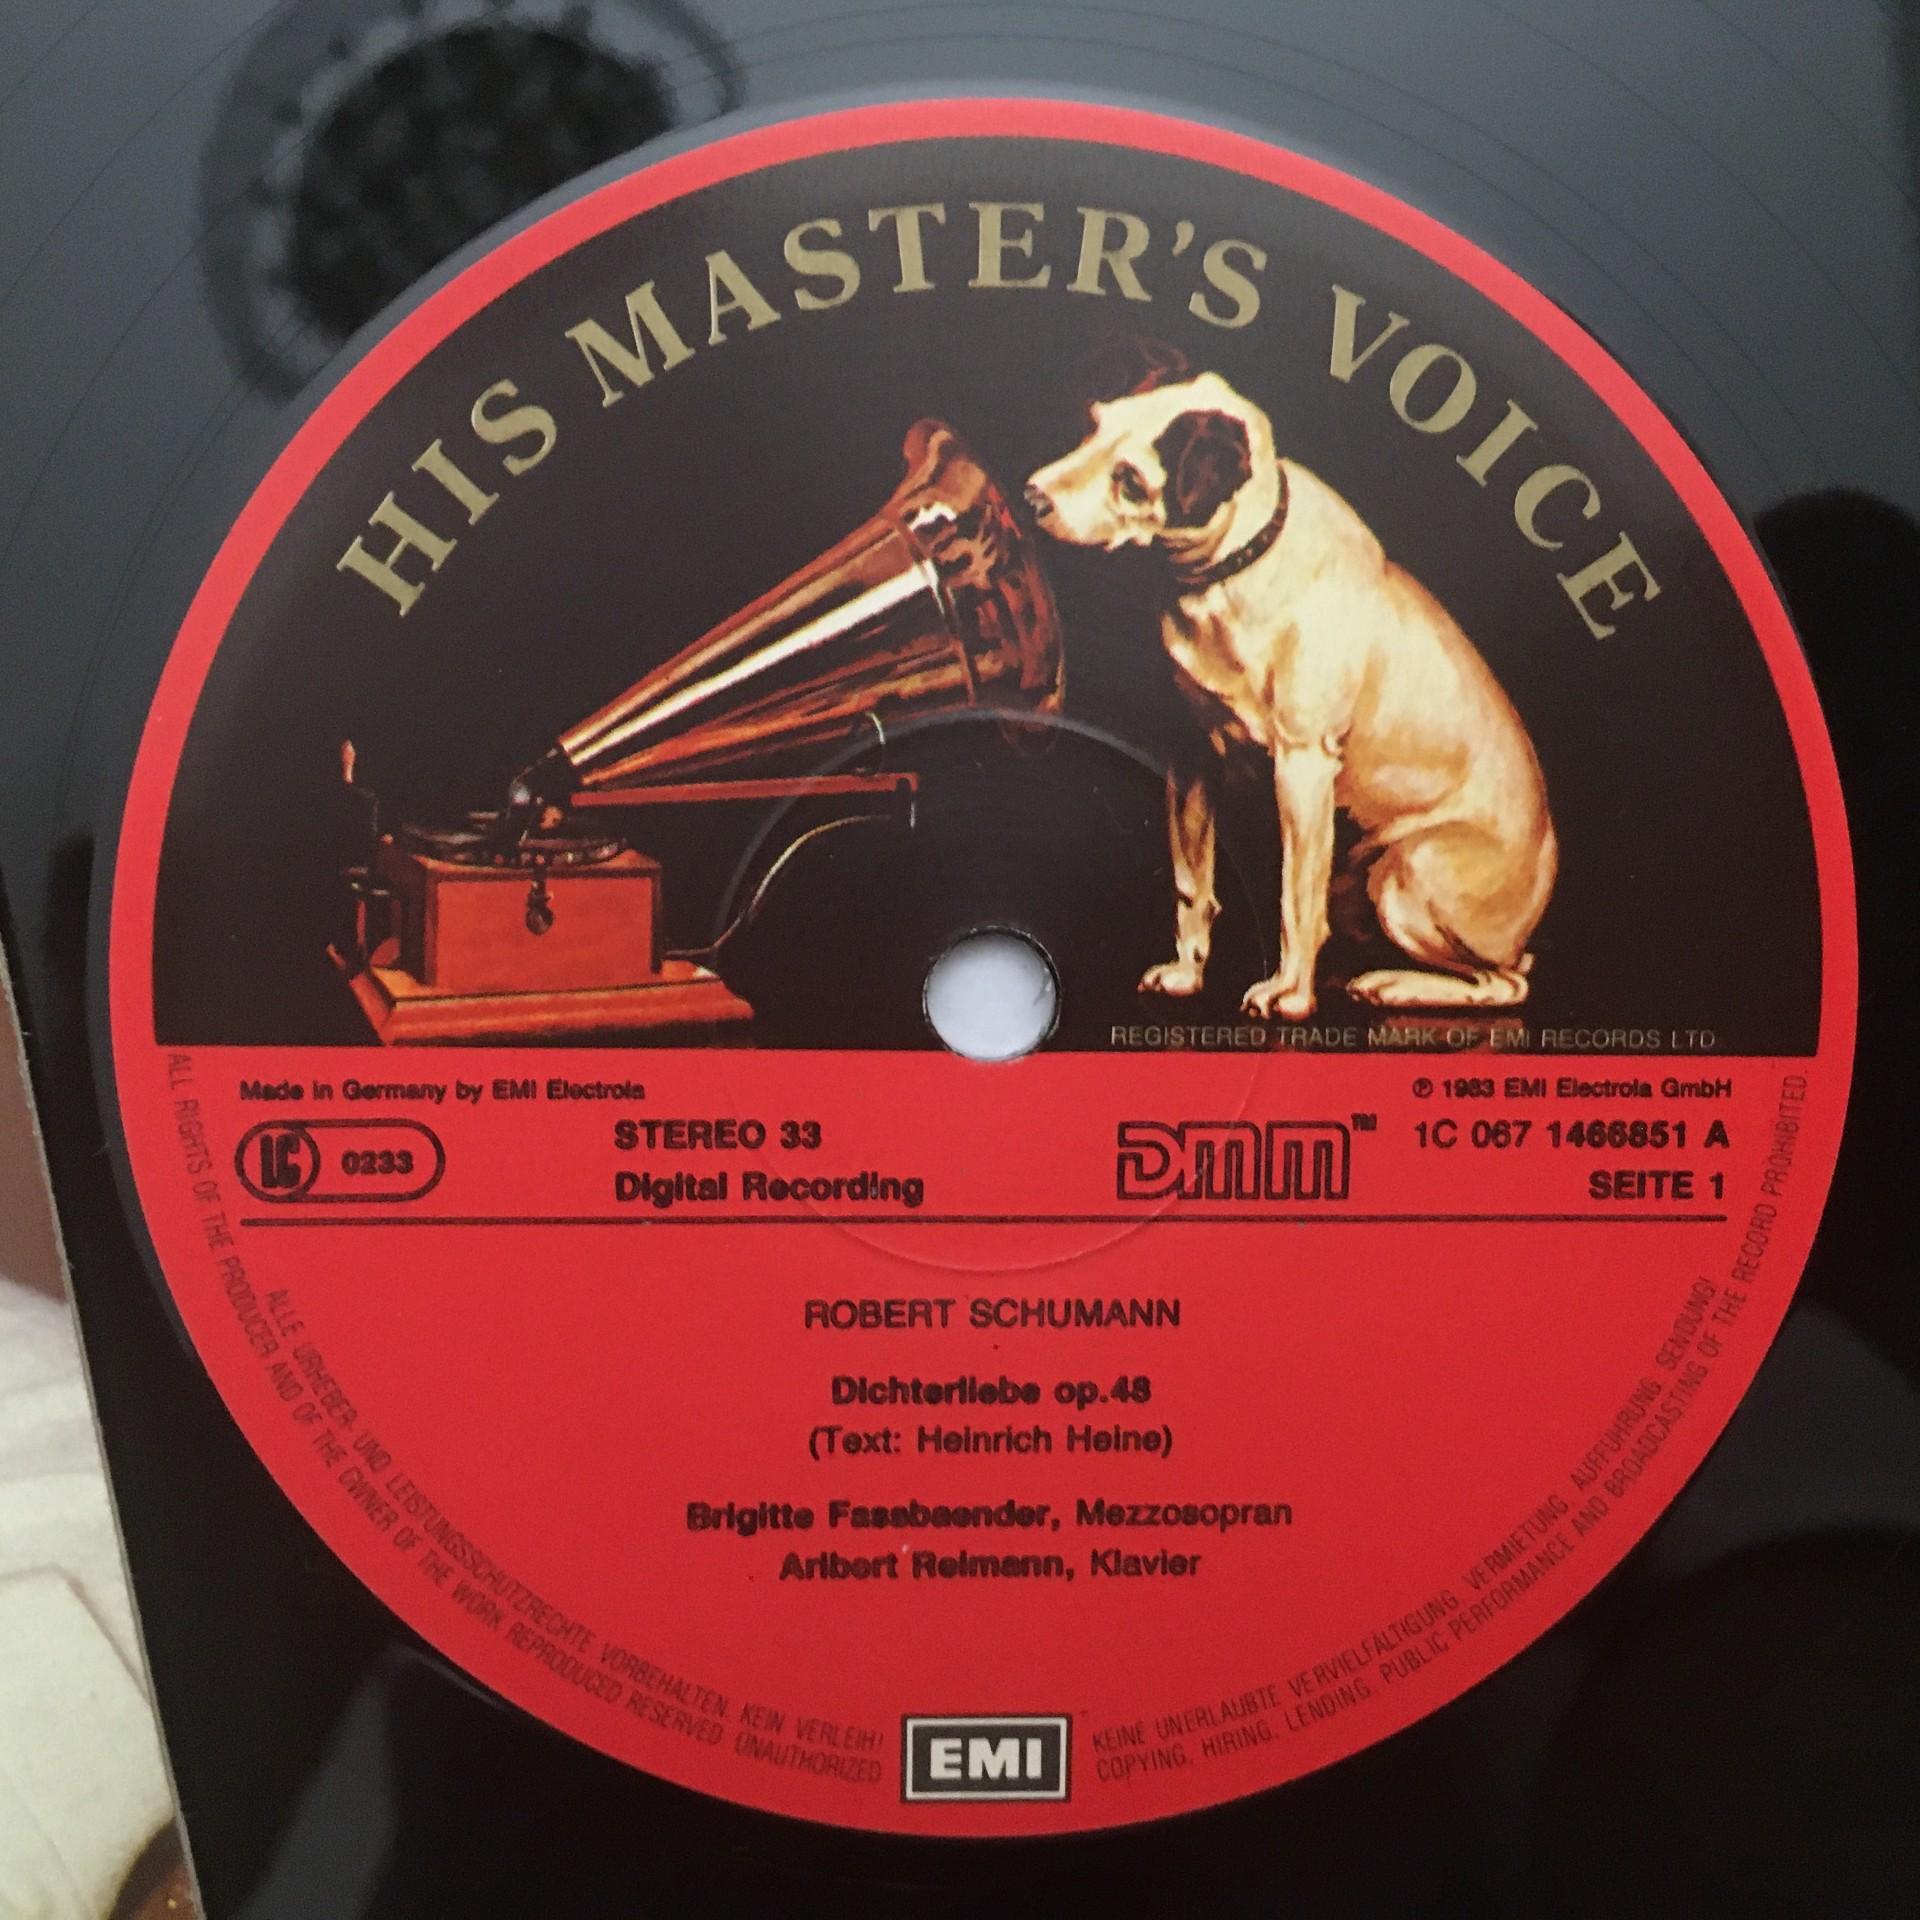 HIS MASTER'S VOICE
REGISTERED TRADE MARK OF EMI RECORDS LTD
Made in Germany by EMI Electrola
℗ 1983 EMI Electrola GmbH
LC 0233
STEREO 33
Digital Recording
DMM™
1C 067 1466851 A
SEITE 1
ROBERT SCHUMANN
Dichterliebe op.48
(Text: Heinrich Heine)
Brigitte Fassbaender, Mezzosopran
Aribert Reimann, Klavier
ALLE URHEBER- UND LEISTUNGSSCHUTZRECHTE VORBEHALTEN. KEIN VERLEIH!
KEINE UNERLAUBTE VERVIELFÄLTIGUNG, VERMIETUNG, AUFFÜHRUNG, SENDUNG!
ALL RIGHTS OF THE PRODUCER AND OF THE OWNER OF THE WORK REPRODUCED RESERVED UNAUTHORIZED
COPYING, HIRING, LENDING, PUBLIC PERFORMANCE AND BROADCASTING OF THE RECORD PROHIBITED.
EMI